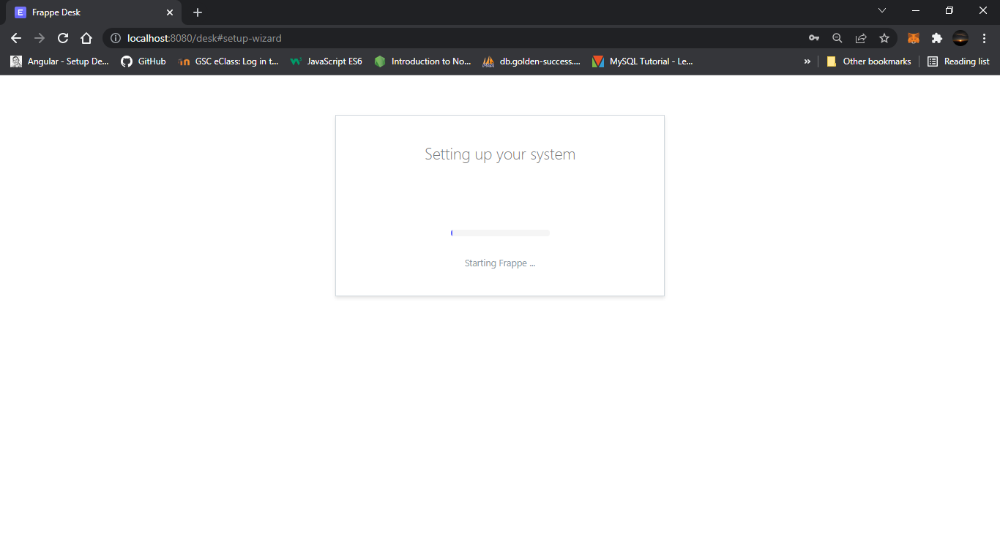 E Frappe Desk
localhost:8080/desk#setup-wizard
Angular - Setup De... GitHub GSC eClass: Log in t... JavaScript ES6 Introduction to No... db.golden-success.... MySQL Tutorial - Le... » Other bookmarks Reading list
Setting up your system
Starting Frappe ...